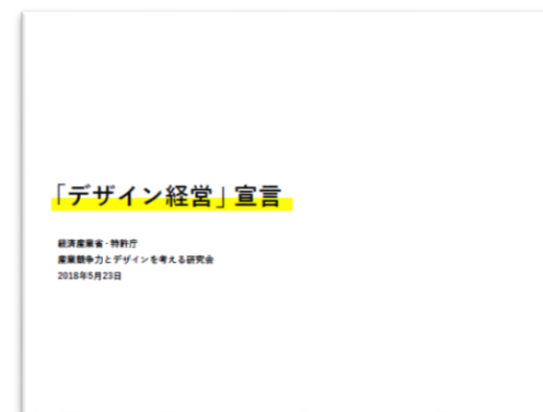 「デザイン経営」宣言
経済産業省・特許庁
産業競争力とデザインを考える研究会
2018年5月23日